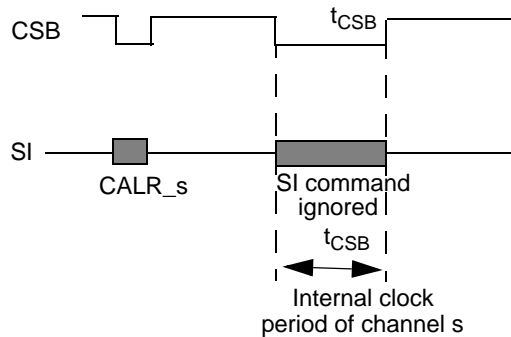 CSB
tCSB
SI
CALR_s
SI command
ignored
tCSB
Internal clock
period of channel s